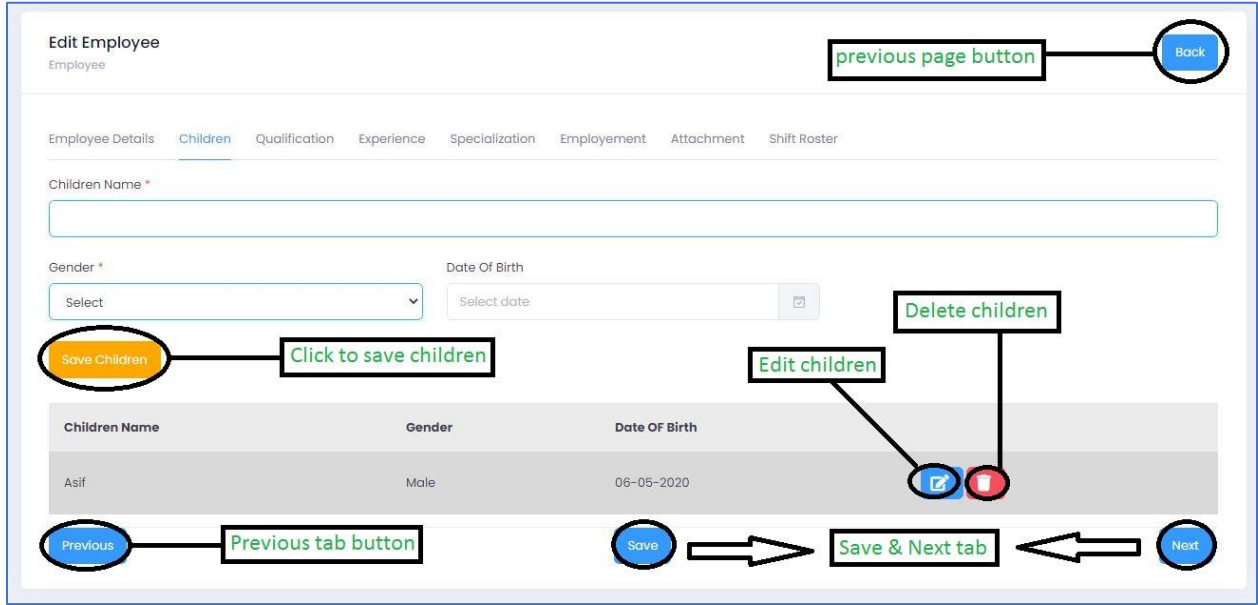 Edit Employee
Employee
previous page button
Back
Employee Details Children Qualification Experience Specialization Employement Attachment Shift Roster
Children Name *
Gender * Date Of Birth
Select Select date
Delete children
Save Children Click to save children Edit children
Children Name Gender Date OF Birth
Asif Male 06-05-2020
Previous Previous tab button Save Save & Next tab Next